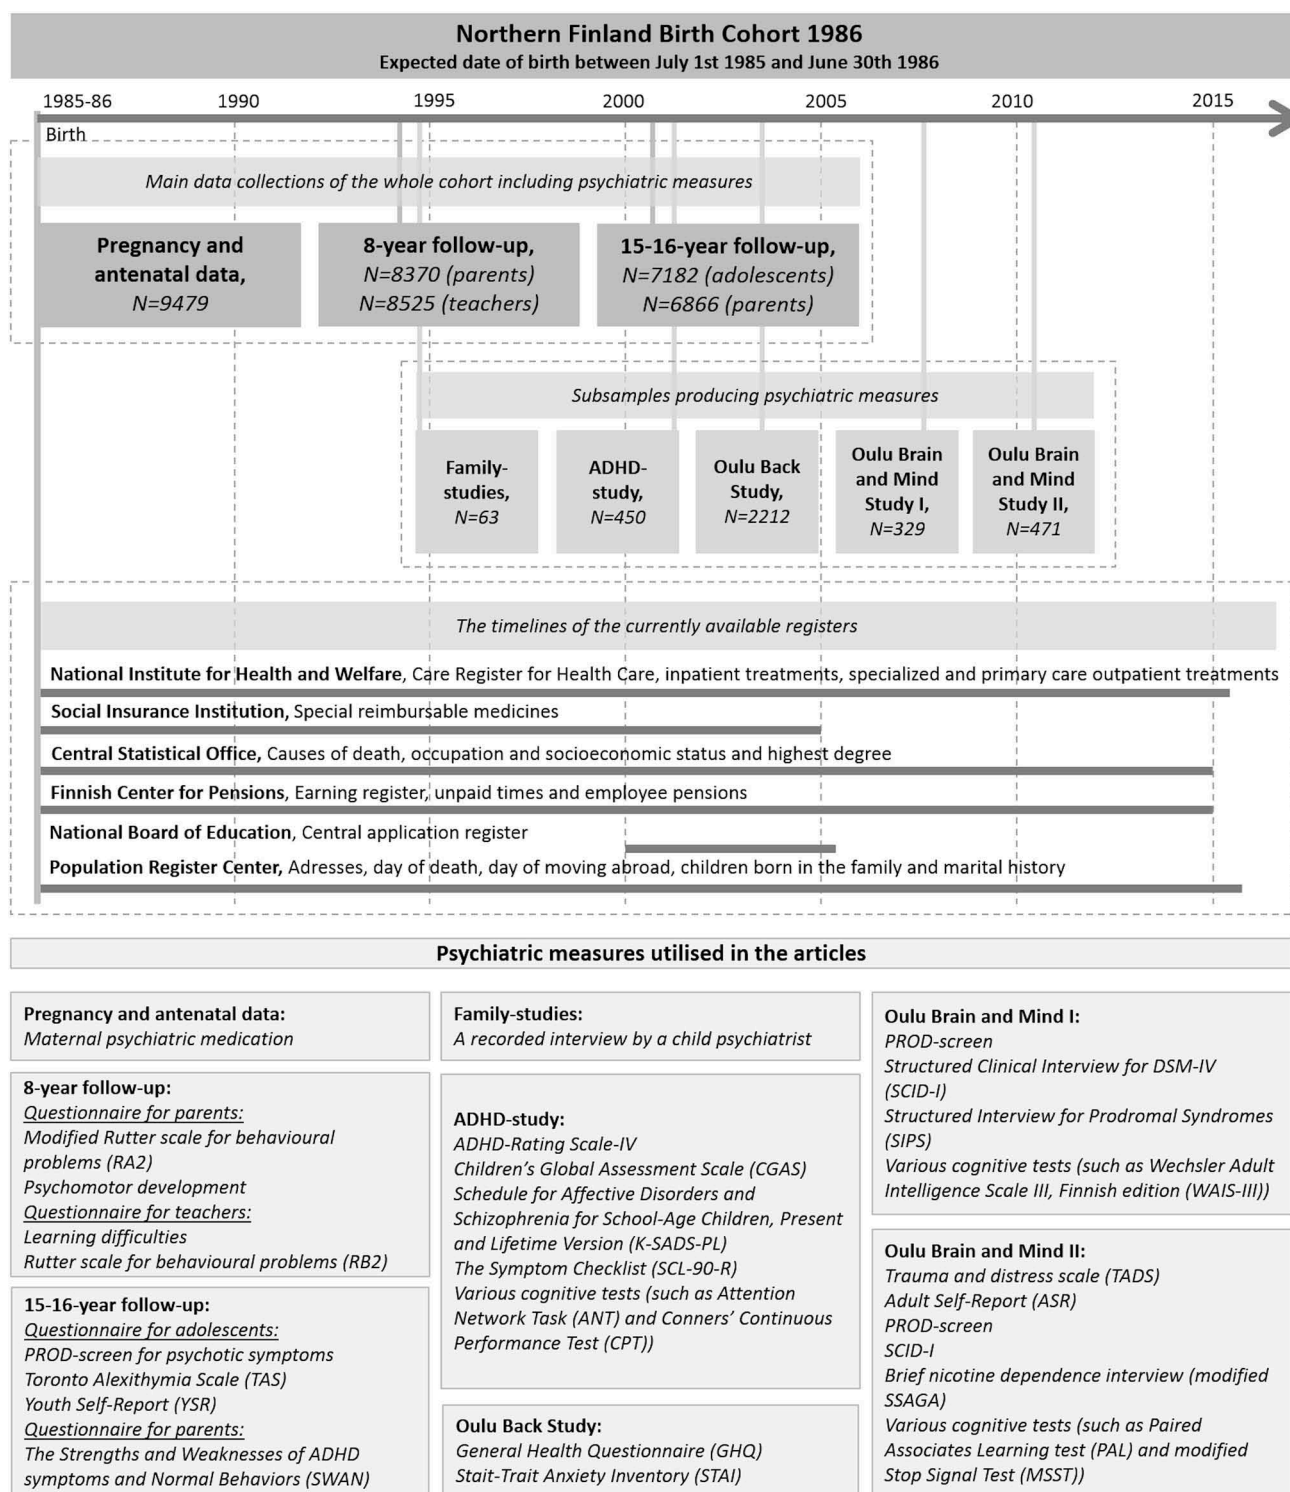 Northern Finland Birth Cohort 1986
Expected date of birth between July 1st 1985 and June 30th 1986
1985-86 1990 1995 2000 2005 2010 2015
Birth
Main data collections of the whole cohort including psychiatric measures
Pregnancy and
antenatal data,
N=9479
8-year follow-up,
N=8370 (parents)
N=8525 (teachers)
15-16-year follow-up,
N=7182 (adolescents)
N=6866 (parents)
Subsamples producing psychiatric measures
Family-
studies,
N=63
ADHD-
study,
N=450
Oulu Back
Study,
N=2212
Oulu Brain
and Mind
Study I,
N=329
Oulu Brain
and Mind
Study II,
N=471
The timelines of the currently available registers
National Institute for Health and Welfare, Care Register for Health Care, inpatient treatments, specialized and primary care outpatient treatments
Social Insurance Institution, Special reimbursable medicines
Central Statistical Office, Causes of death, occupation and socioeconomic status and highest degree
Finnish Center for Pensions, Earning register, unpaid times and employee pensions
National Board of Education, Central application register
Population Register Center, Adresses, day of death, day of moving abroad, children born in the family and marital history
Psychiatric measures utilised in the articles
Pregnancy and antenatal data:
Maternal psychiatric medication
8-year follow-up:
Questionnaire for parents:
Modified Rutter scale for behavioural
problems (RA2)
Psychomotor development
Questionnaire for teachers:
Learning difficulties
Rutter scale for behavioural problems (RB2)
15-16-year follow-up:
Questionnaire for adolescents:
PROD-screen for psychotic symptoms
Toronto Alexithymia Scale (TAS)
Youth Self-Report (YSR)
Questionnaire for parents:
The Strengths and Weaknesses of ADHD
symptoms and Normal Behaviors (SWAN)
Family-studies:
A recorded interview by a child psychiatrist
ADHD-study:
ADHD-Rating Scale-IV
Children's Global Assessment Scale (CGAS)
Schedule for Affective Disorders and
Schizophrenia for School-Age Children, Present
and Lifetime Version (K-SADS-PL)
The Symptom Checklist (SCL-90-R)
Various cognitive tests (such as Attention
Network Task (ANT) and Conners' Continuous
Performance Test (CPT))
Oulu Back Study:
General Health Questionnaire (GHQ)
Stait-Trait Anxiety Inventory (STAI)
Oulu Brain and Mind I:
PROD-screen
Structured Clinical Interview for DSM-IV
(SCID-I)
Structured Interview for Prodromal Syndromes
(SIPS)
Various cognitive tests (such as Wechsler Adult
Intelligence Scale III, Finnish edition (WAIS-III))
Oulu Brain and Mind II:
Trauma and distress scale (TADS)
Adult Self-Report (ASR)
PROD-screen
SCID-I
Brief nicotine dependence interview (modified
SSAGA)
Various cognitive tests (such as Paired
Associates Learning test (PAL) and modified
Stop Signal Test (MSST))